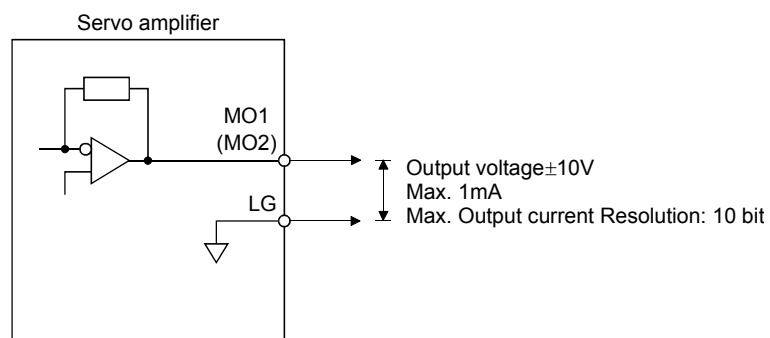 Servo amplifier
MO1
(MO2)
LG
Output voltage±10V
Max. 1mA
Max. Output current Resolution: 10 bit